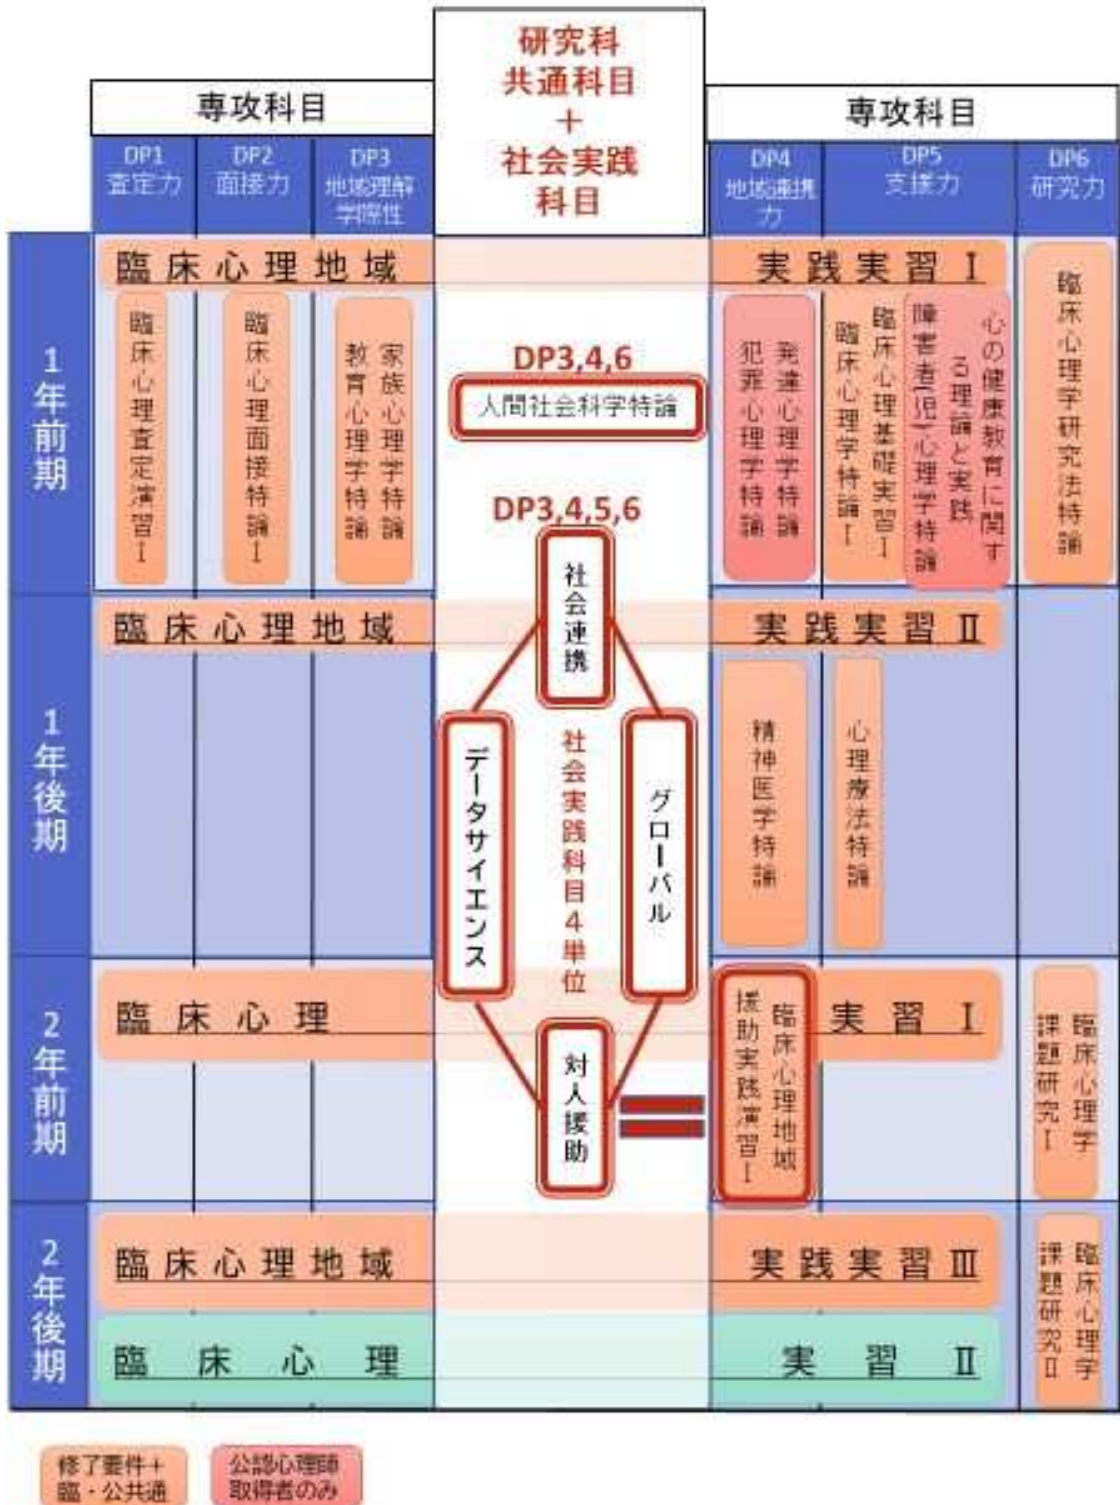 研究科
共通科目
+
社会実践
科目
専攻科目
専攻科目
DP1
査定力
DP2
面接力
DP3
地域理解
学際性
DP4
地域連携
力
DP5
支援力
DP6
研究力
1年前期
臨床心理地域
実践実習Ⅰ
臨床心理査定演習Ⅰ
臨床心理面接特論Ⅰ
家族心理学特論
教育心理学特論
DP3,4,6
人間社会科学特論
発達心理学特論
犯罪心理学特論
臨床心理基礎実習Ⅰ
臨床心理学特論Ⅰ
心の健康教育に関す
る理論と実践
障害者(児)心理学特論
臨床心理学研究法特論
DP3,4,5,6
社会連携
データサイエンス
社会実践科目4単位
グローバル
対人援助
1年後期
臨床心理地域
実践実習Ⅱ
精神医学特論
心理療法特論
2年前期
臨床心理
実習Ⅰ
臨床心理地域
援助実践演習Ⅰ
臨床心理学
課題研究Ⅰ
2年後期
臨床心理地域
実践実習Ⅲ
臨床心理
実習Ⅱ
臨床心理学
課題研究Ⅱ
修了要件+
臨・公共通
公認心理師
取得者のみ